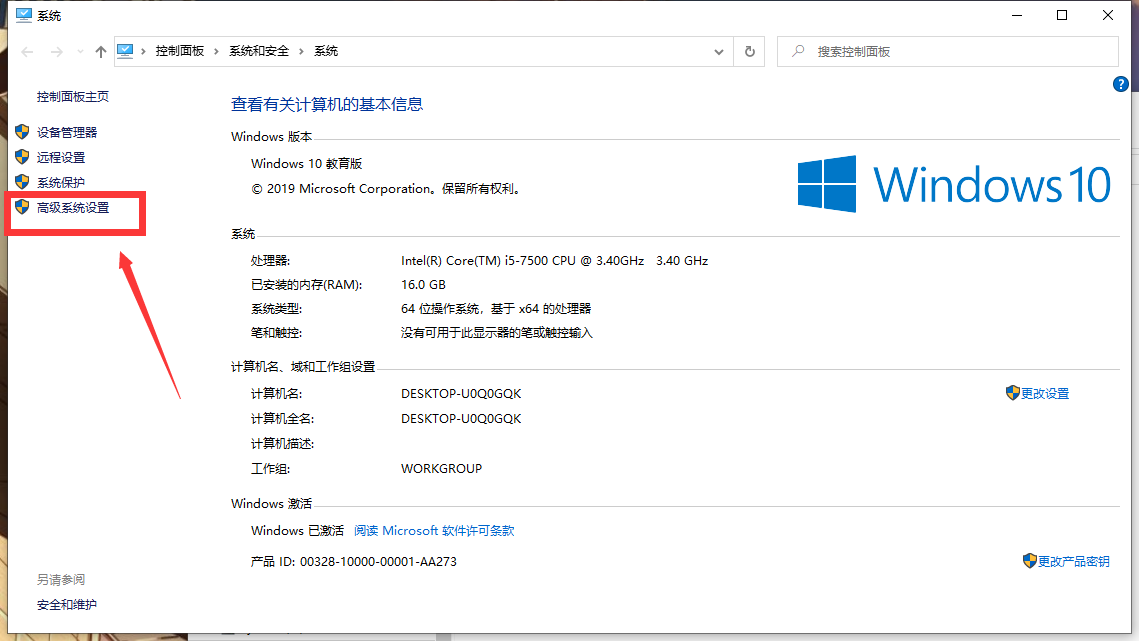 系统
控制面板 › 系统和安全 › 系统
搜索控制面板
?
控制面板主页
设备管理器
远程设置
系统保护
高级系统设置
查看有关计算机的基本信息
Windows 版本
Windows 10 教育版
© 2019 Microsoft Corporation。保留所有权利。
Windows 10
系统
处理器: Intel(R) Core(TM) i5-7500 CPU @ 3.40GHz 3.40 GHz
已安装的内存(RAM): 16.0 GB
系统类型: 64 位操作系统，基于 x64 的处理器
笔和触控: 没有可用于此显示器的笔或触控输入
计算机名、域和工作组设置
计算机名: DESKTOP-U0Q0GQK
更改设置
计算机全名: DESKTOP-U0Q0GQK
计算机描述:
工作组: WORKGROUP
Windows 激活
Windows 已激活 阅读 Microsoft 软件许可条款
产品 ID: 00328-10000-00001-AA273
更改产品密钥
另请参阅
安全和维护